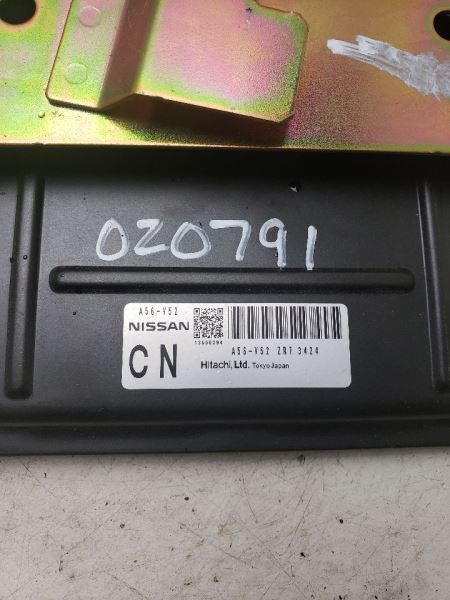 020791
A56-V52
NISSAN
CN
A56-V52 ZR7 3424
Hitachi, Ltd. Tokyo Japan